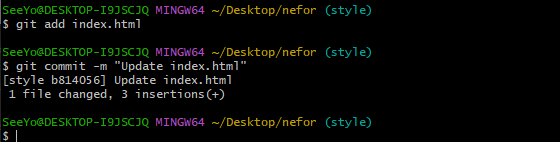 SeeYo@DESKTOP-I9JSCJQ MINGW64 ~/Desktop/nefor (style)
$ git add index.html
SeeYo@DESKTOP-I9JSCJQ MINGW64 ~/Desktop/nefor (style)
$ git commit -m "Update index.html"
[style b814056] Update index.html
 1 file changed, 3 insertions(+)
SeeYo@DESKTOP-I9JSCJQ MINGW64 ~/Desktop/nefor (style)
$